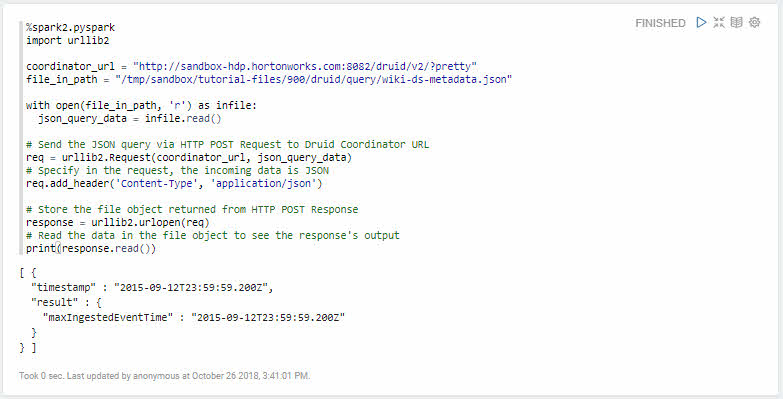 FINISHED
%spark2.pyspark
import urllib2

coordinator_url = "http://sandbox-hdp.hortonworks.com:8082/druid/v2/?pretty"
file_in_path = "/tmp/sandbox/tutorial-files/900/druid/query/wiki-ds-metadata.json"

with open(file_in_path, 'r') as infile:
  json_query_data = infile.read()

# Send the JSON query via HTTP POST Request to Druid Coordinator URL
req = urllib2.Request(coordinator_url, json_query_data)
# Specify in the request, the incoming data is JSON
req.add_header('Content-Type', 'application/json')

# Store the file object returned from HTTP POST Response
response = urllib2.urlopen(req)
# Read the data in the file object to see the response's output
print(response.read())
[ {
  "timestamp" : "2015-09-12T23:59:59.200Z",
  "result" : {
    "maxIngestedEventTime" : "2015-09-12T23:59:59.200Z"
  }
} ]
Took 0 sec. Last updated by anonymous at October 26 2018, 3:41:01 PM.